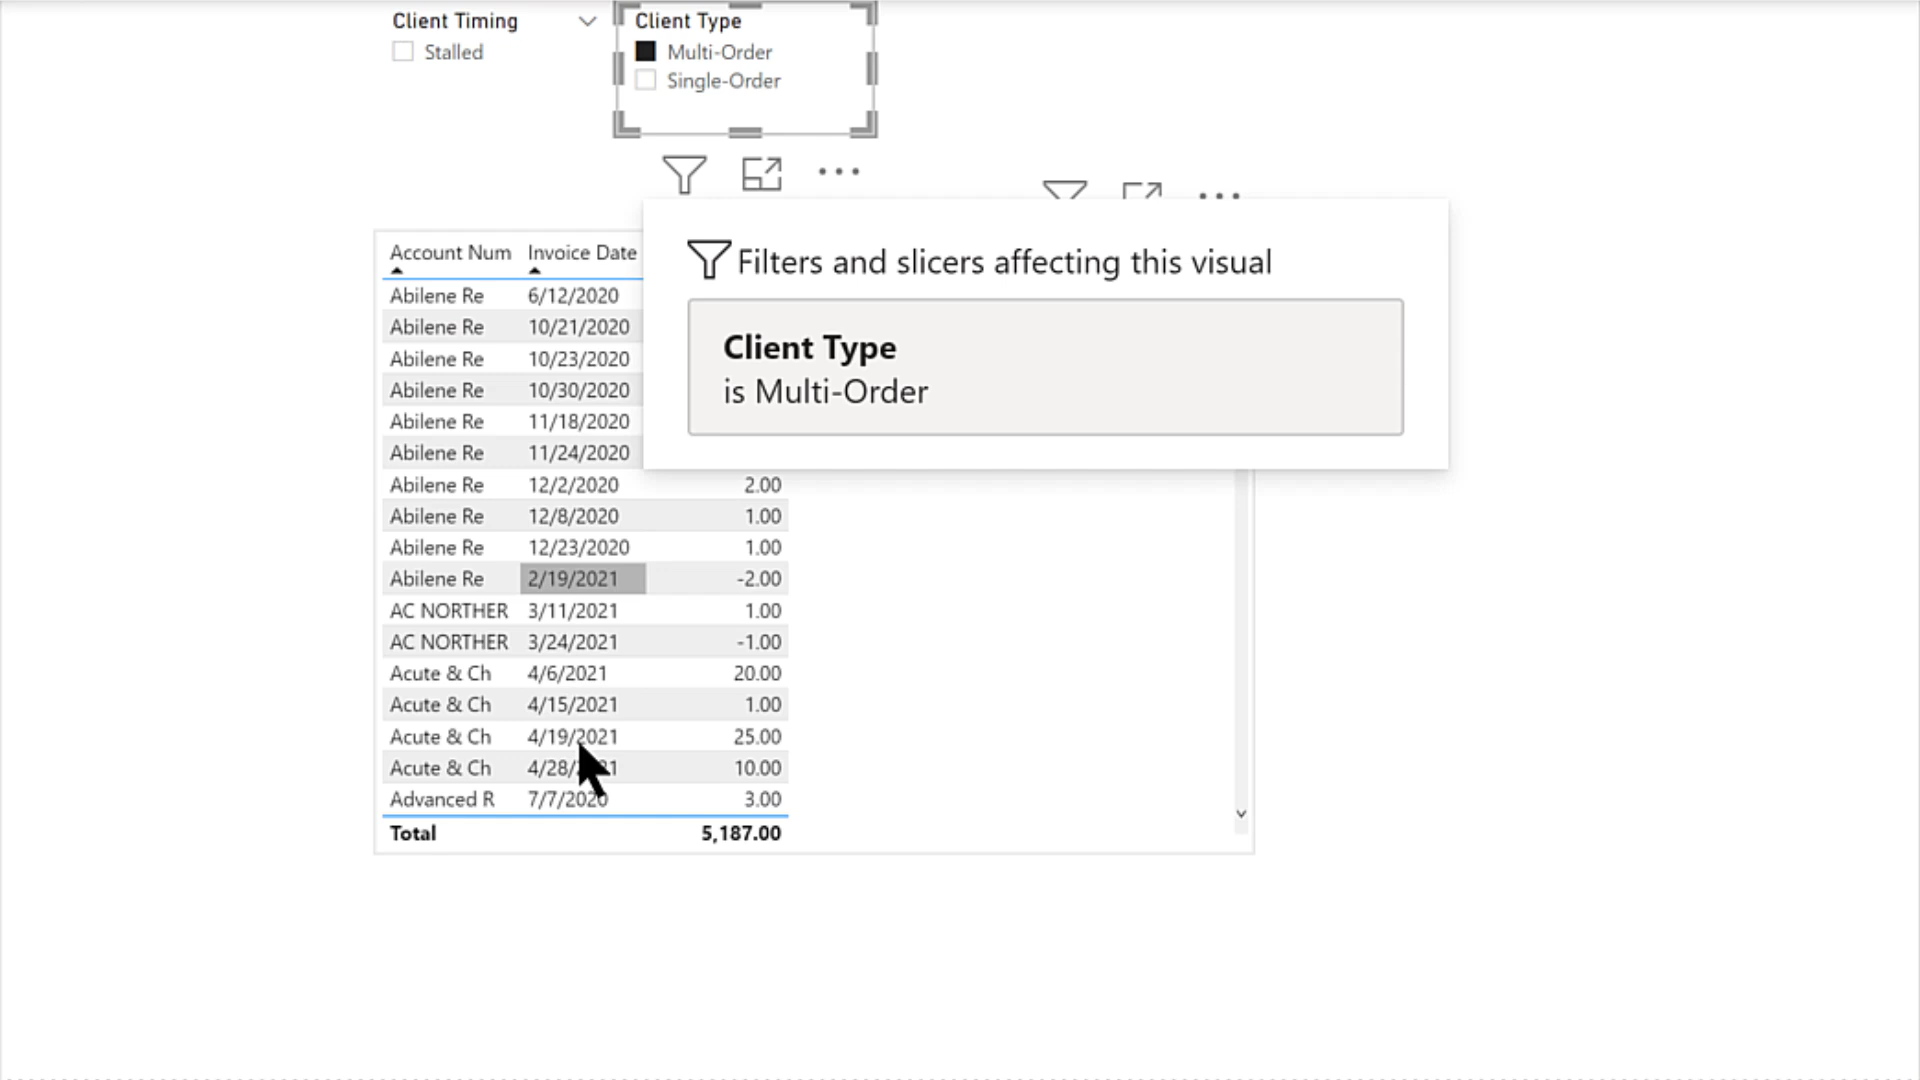 Client Timing
Stalled
Client Type
Multi-Order
Single-Order
Filters and slicers affecting this visual
Client Type
is Multi-Order
Account Num Invoice Date
Abilene Re 6/12/2020
Abilene Re 10/21/2020
Abilene Re 10/23/2020
Abilene Re 10/30/2020
Abilene Re 11/18/2020
Abilene Re 11/24/2020
Abilene Re 12/2/2020 2.00
Abilene Re 12/8/2020 1.00
Abilene Re 12/23/2020 1.00
Abilene Re 2/19/2021 -2.00
AC NORTHER 3/11/2021 1.00
AC NORTHER 3/24/2021 -1.00
Acute & Ch 4/6/2021 20.00
Acute & Ch 4/15/2021 1.00
Acute & Ch 4/19/2021 25.00
Acute & Ch 4/28/2021 10.00
Advanced R 7/7/2020 3.00
Total 5,187.00